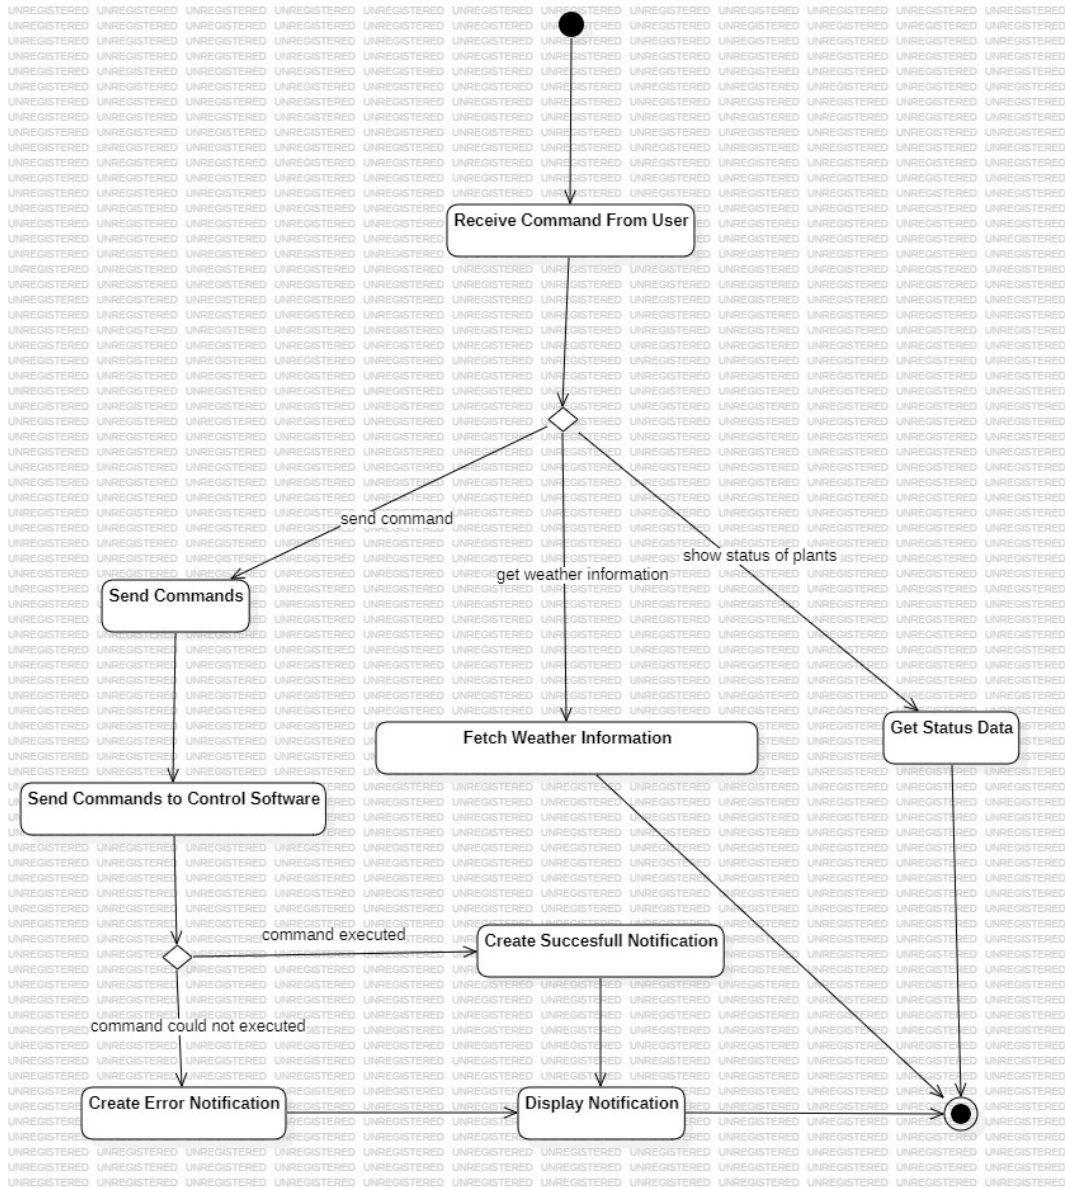 Receive Command From User
send command
show status of plants
get weather information
Send Commands
Get Status Data
Fetch Weather Information
Send Commands to Control Software
command executed
Create Succesfull Notification
command could not executed
Create Error Notification
Display Notification
UNREGISTERED